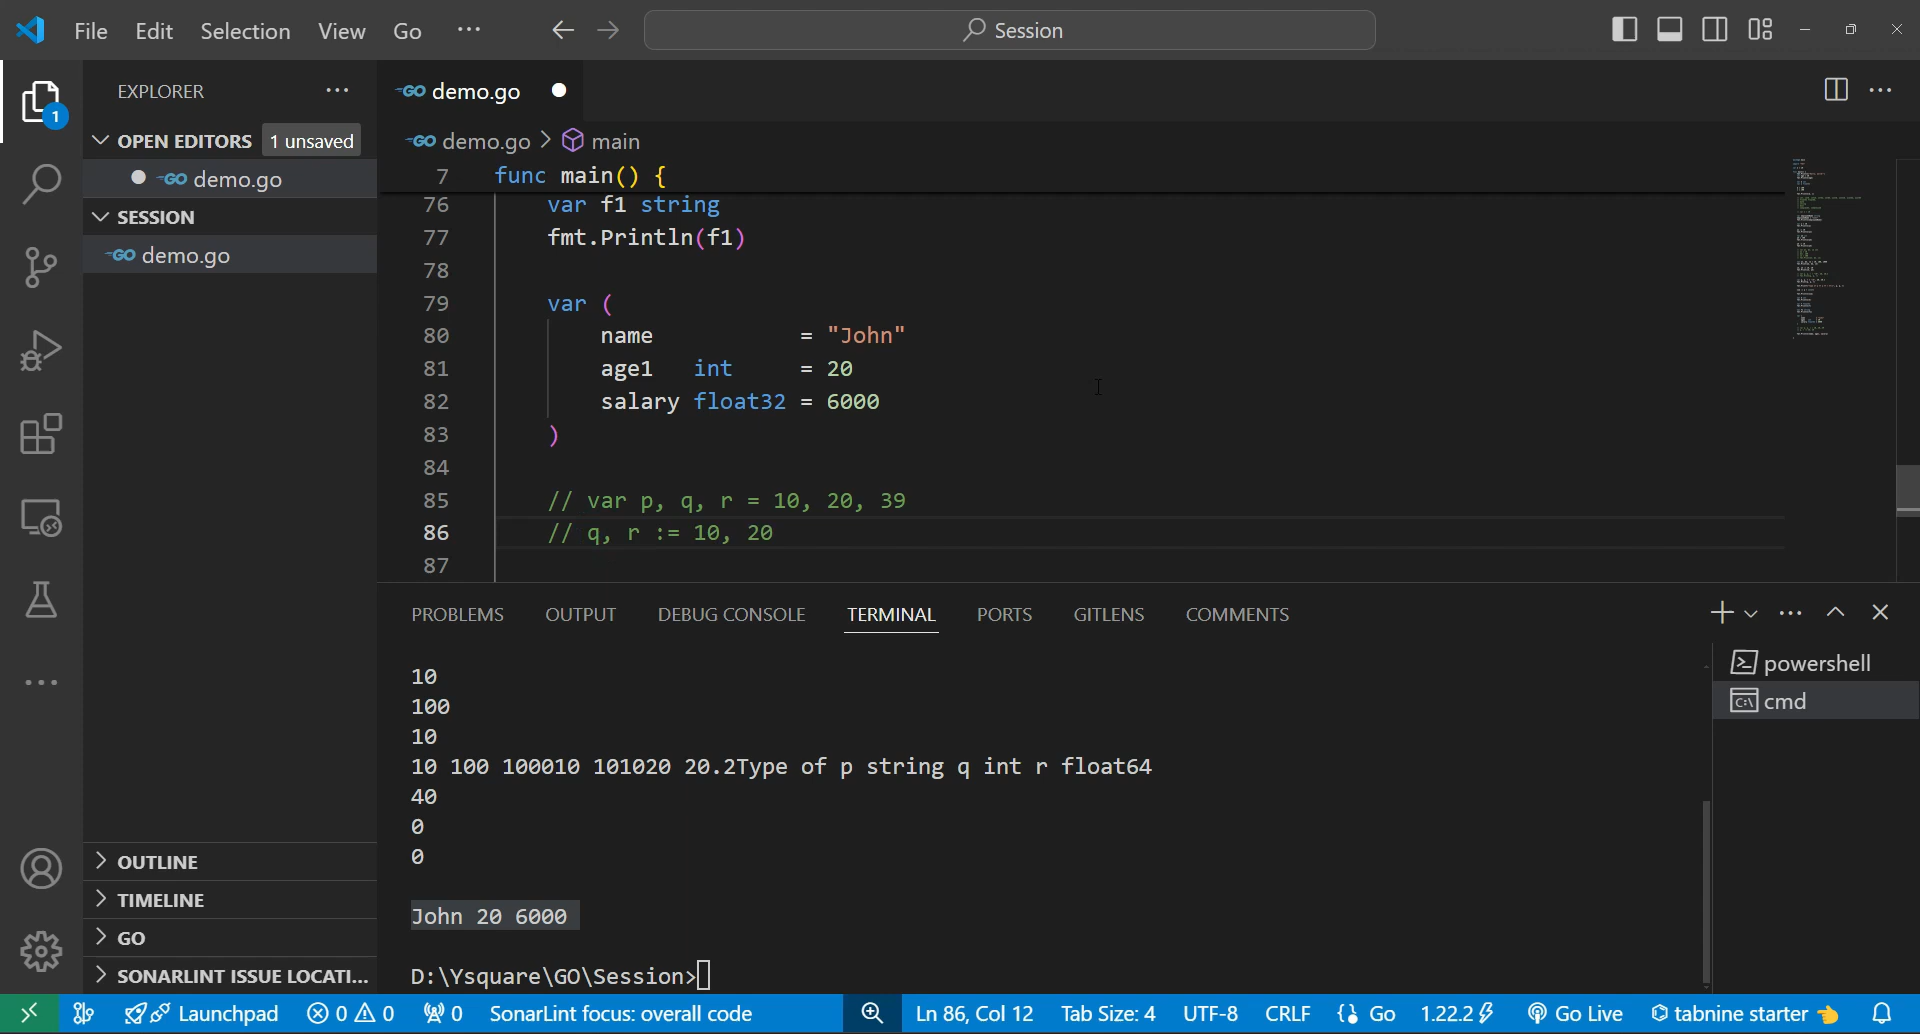 File Edit Selection View Go ··· Session
EXPLORER ···
OPEN EDITORS 1 unsaved
GO demo.go
SESSION
GO demo.go
OUTLINE
TIMELINE
GO
SONARLINT ISSUE LOCATI...
GO demo.go
GO demo.go > main
7 func main() {
76 var f1 string
77 fmt.Println(f1)
78
79 var (
80 name = "John"
81 age1 int = 20
82 salary float32 = 6000
83 )
84
85 // var p, q, r = 10, 20, 39
86 // q, r := 10, 20
87
PROBLEMS OUTPUT DEBUG CONSOLE TERMINAL PORTS GITLENS COMMENTS
10
100
10
10 100 100010 101020 20.2Type of p string q int r float64
40
0
0
John 20 6000
D:\Ysquare\GO\Session>
powershell
cmd
1
Launchpad 0 0 0 SonarLint focus: overall code Ln 86, Col 12 Tab Size: 4 UTF-8 CRLF Go 1.22.2 Go Live tabnine starter